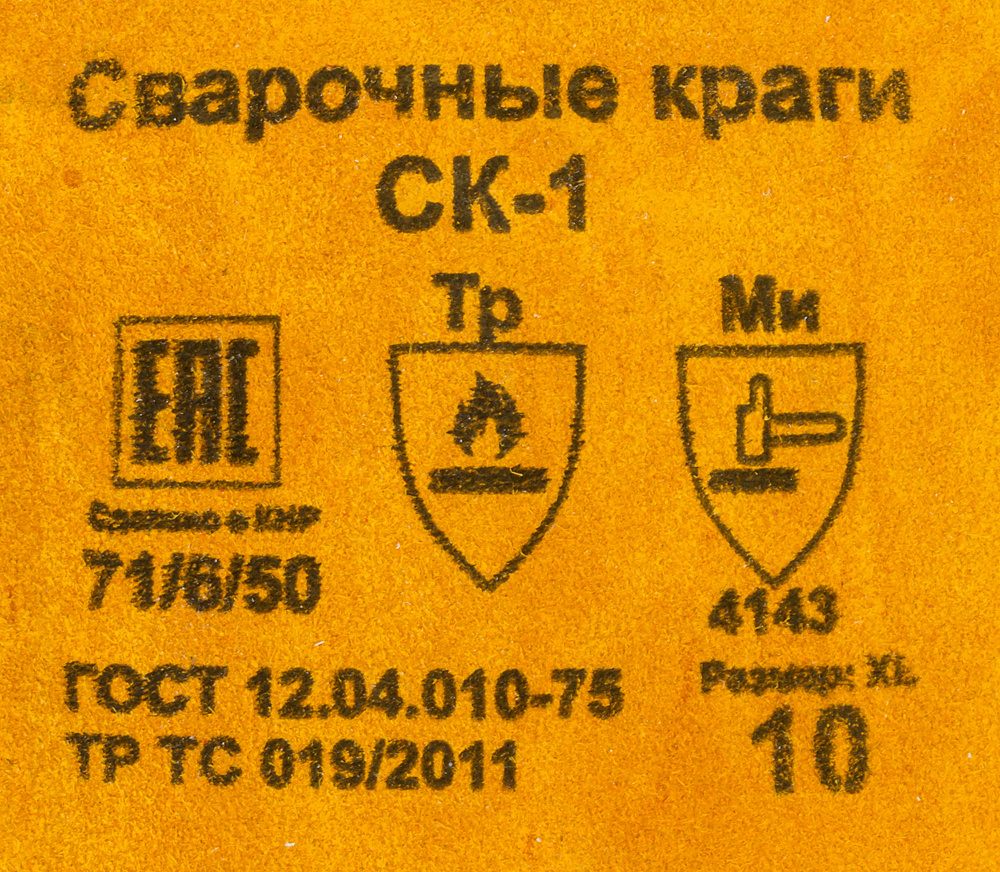 Сварочные краги
СК-1
Тр
Ми
ЕАС
Сделано в КНР
71/6/50
4143
Размер: XL
10
ГОСТ 12.04.010-75
ТР ТС 019/2011